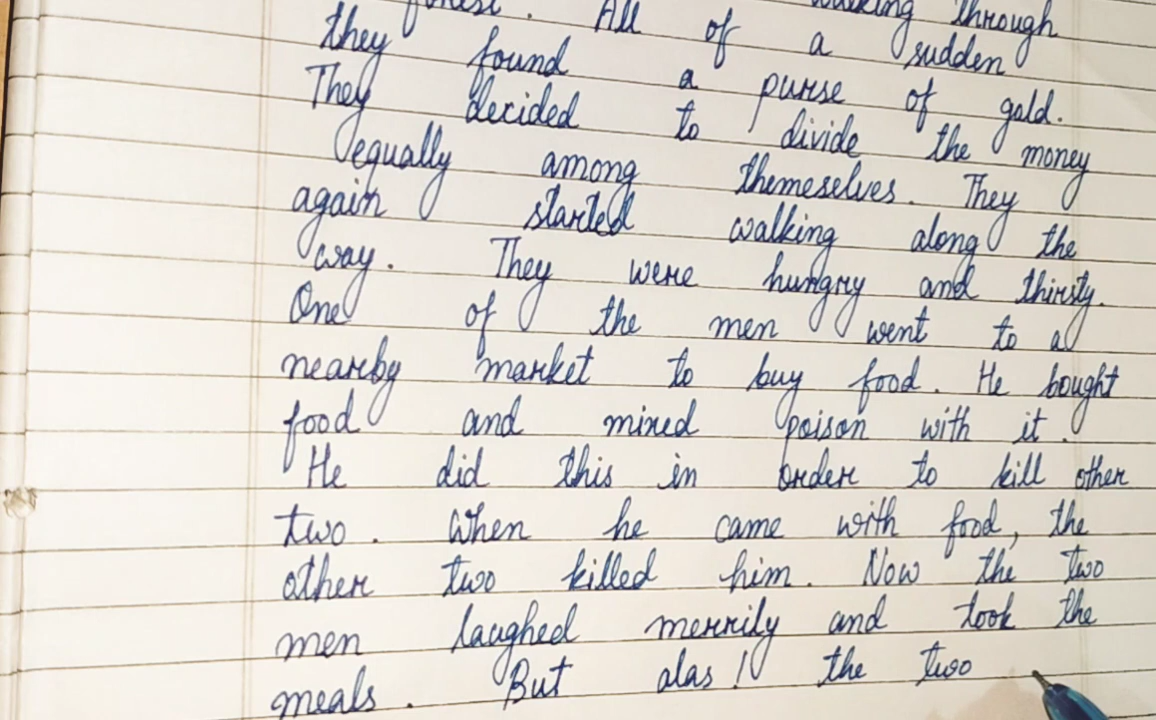 forest. All of a walking through
they found a sudden
They decided a purse of gold.
equally among to divide the money
again started themeselves. They
way. They walking along the
One of were hungry and thirsty.
nearby the men went to a
food market to buy food. He bought
and mixed poison with it.
He did this in order to kill other
two. When he came with food, the
other two killed him. Now the two
men laughed merrily and took the
meals. But alas! the two